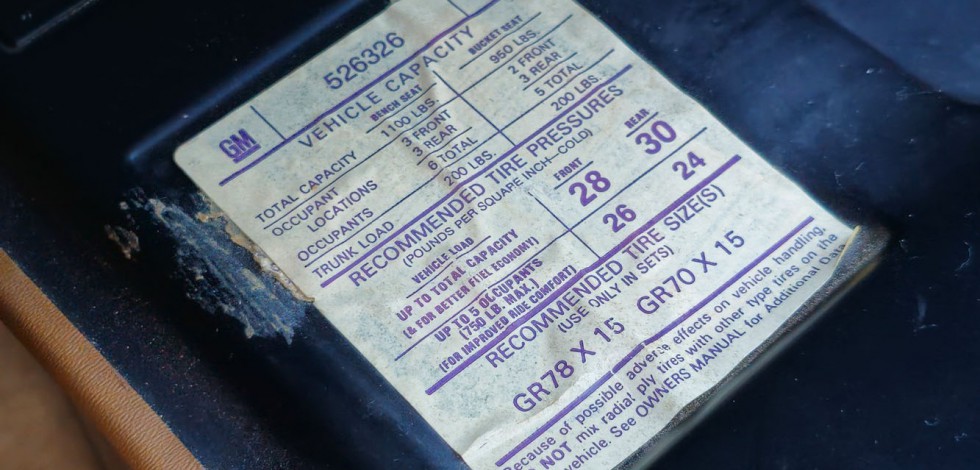 GM 526326
VEHICLE CAPACITY
BENCH SEAT BUCKET SEAT
TOTAL CAPACITY 1100 LBS. 950 LBS.
OCCUPANT 3 FRONT 2 FRONT
LOCATIONS 3 REAR 3 REAR
OCCUPANTS 6 TOTAL 5 TOTAL
TRUNK LOAD 200 LBS. 200 LBS.
RECOMMENDED TIRE PRESSURES
(POUNDS PER SQUARE INCH—COLD)
VEHICLE LOAD FRONT REAR
UP TO TOTAL CAPACITY 28 30
(& FOR BETTER FUEL ECONOMY)
UP TO 5 OCCUPANTS 26 24
(750 LB. MAX.)
(FOR IMPROVED RIDE COMFORT)
RECOMMENDED TIRE SIZE(S)
(USE ONLY IN SETS)
GR78 X 15 GR70 X 15
Because of possible adverse effects on vehicle handling,
NOT mix radial ply tires with other type tires on the
vehicle. See OWNERS MANUAL for Additional Data